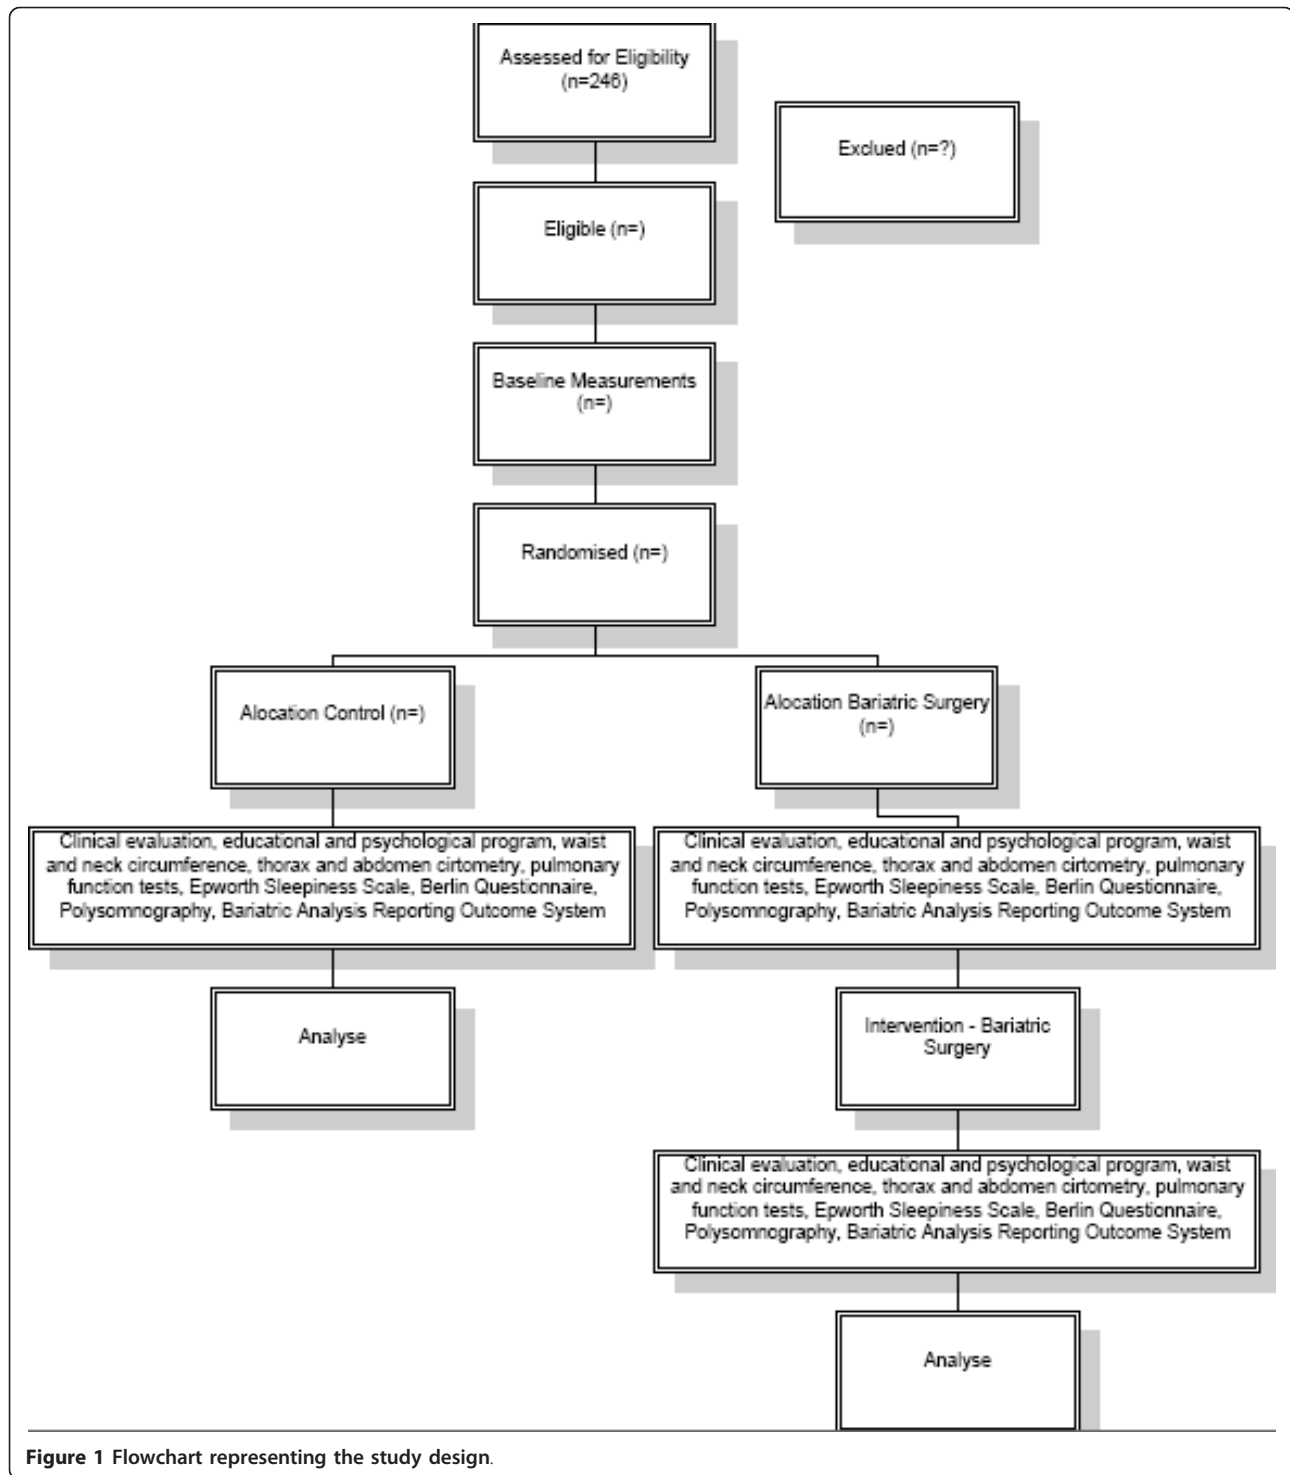 Assessed for Eligibility
(n=246)
Exclued (n=?)
Eligible (n=)
Baseline Measurements
(n=)
Randomised (n=)
Alocation Control (n=)
Alocation Bariatric Surgery
(n=)
Clinical evaluation, educational and psychological program, waist
and neck circumference, thorax and abdomen cirtometry, pulmonary
function tests, Epworth Sleepiness Scale, Berlin Questionnaire,
Polysomnography, Bariatric Analysis Reporting Outcome System
Clinical evaluation, educational and psychological program, waist
and neck circumference, thorax and abdomen cirtometry, pulmonary
function tests, Epworth Sleepiness Scale, Berlin Questionnaire,
Polysomnography, Bariatric Analysis Reporting Outcome System
Analyse
Intervention - Bariatric
Surgery
Clinical evaluation, educational and psychological program, waist
and neck circumference, thorax and abdomen cirtometry, pulmonary
function tests, Epworth Sleepiness Scale, Berlin Questionnaire,
Polysomnography, Bariatric Analysis Reporting Outcome System
Analyse
Figure 1 Flowchart representing the study design.